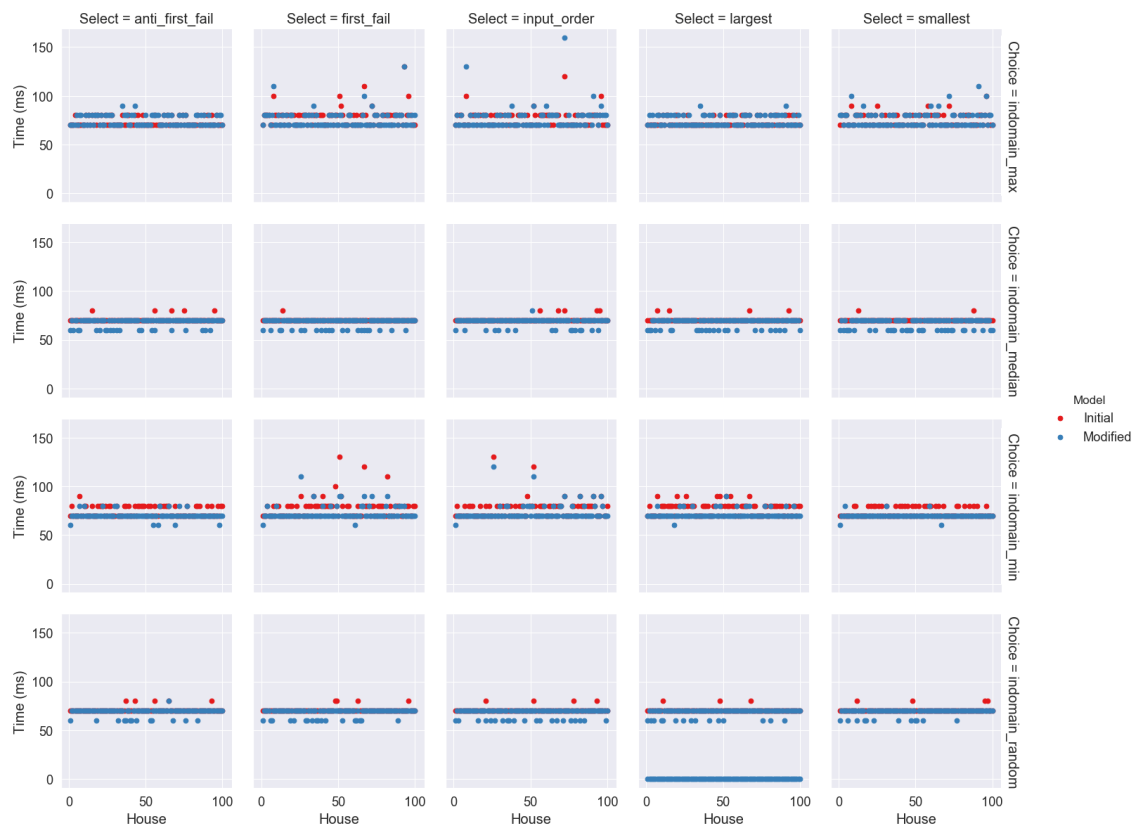 Select = anti_first_fail
Select = first_fail
Select = input_order
Select = largest
Select = smallest
Time (ms)
150
100
50
0
Choice = indomain_max
Time (ms)
150
100
50
0
Choice = indomain_median
Model
Initial
Modified
Time (ms)
150
100
50
0
Choice = indomain_min
Time (ms)
150
100
50
0
Choice = indomain_random
0 50 100
0 50 100
0 50 100
0 50 100
0 50 100
House
House
House
House
House